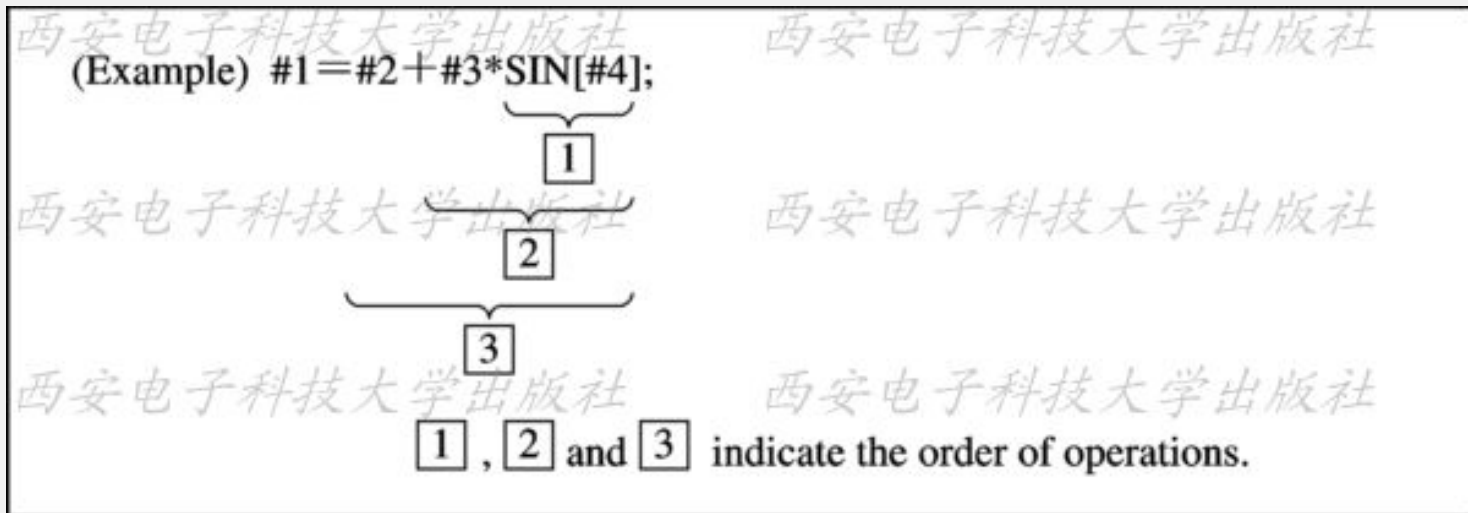 西安电子科技大学出版社 西安电子科技大学出版社
(Example) #1=#2+#3*SIN[#4];
1
西安电子科技大学出版社 西安电子科技大学出版社
2
3
西安电子科技大学出版社 西安电子科技大学出版社
1 , 2 and 3 indicate the order of operations.